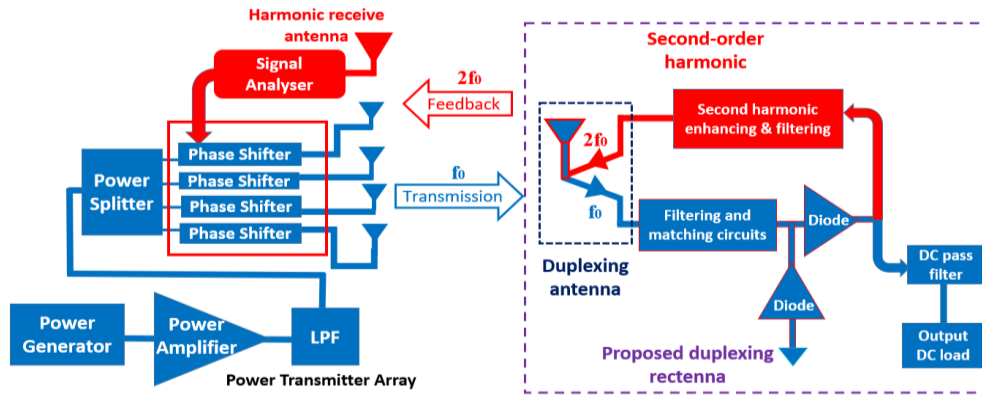 Harmonic receive
antenna
Signal
Analyser
2f0
Feedback
Phase Shifter
Phase Shifter
Phase Shifter
Phase Shifter
Power
Splitter
f0
Transmission
Power
Generator
Power
Amplifier
LPF
Power Transmitter Array
Second-order
harmonic
Second harmonic
enhancing & filtering
2f0
f0
Filtering and
matching circuits
Diode
Duplexing
antenna
Diode
DC pass
filter
Output
DC load
Proposed duplexing
rectenna